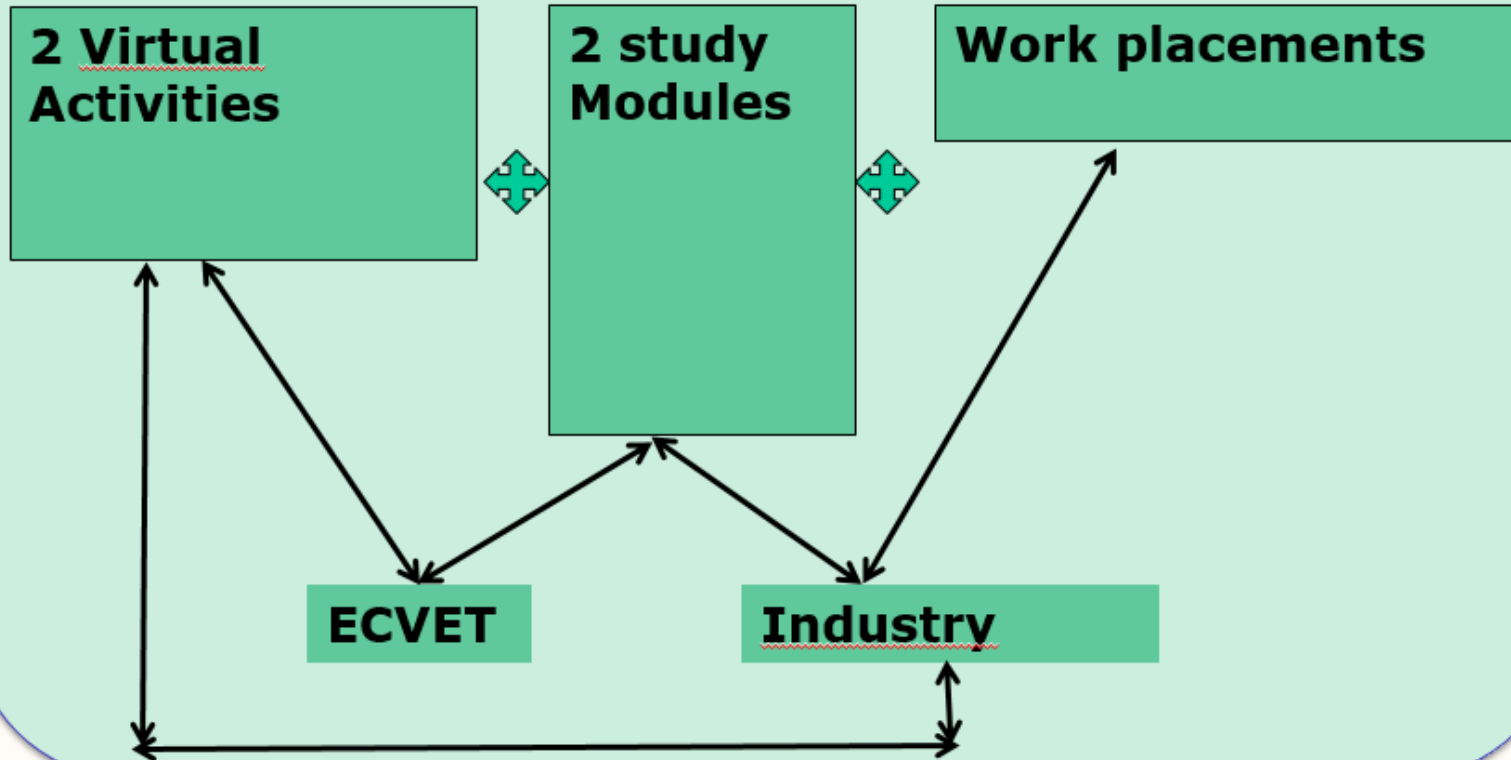 2 Virtual
Activities
2 study
Modules
Work placements
ECVET
Industry